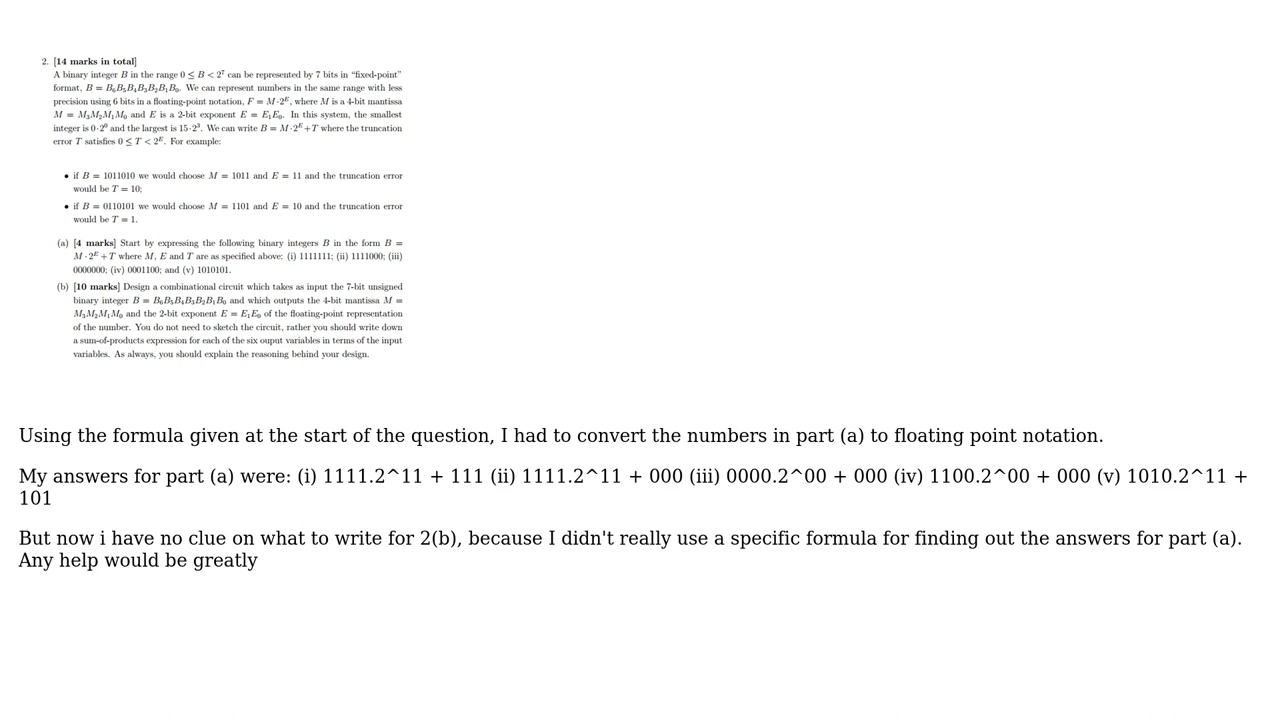 2. [14 marks in total]
A binary integer B in the range 0 ≤ B < 2⁷ can be represented by 7 bits in “fixed-point”
format, B = B₆B₅B₄B₃B₂B₁B₀. We can represent numbers in the same range with less
precision using 6 bits in a floating-point notation, F = M·2ᴱ, where M is a 4-bit mantissa
M = M₃M₂M₁M₀ and E is a 2-bit exponent E = E₁E₀. In this system, the smallest
integer is 0·2⁰ and the largest is 15·2³. We can write B = M·2ᴱ+T where the truncation
error T satisfies 0 ≤ T < 2ᴱ. For example:
• if B = 1011010 we would choose M = 1011 and E = 11 and the truncation error
would be T = 10;
• if B = 0110101 we would choose M = 1101 and E = 10 and the truncation error
would be T = 1.
(a) [4 marks] Start by expressing the following binary integers B in the form B =
M·2ᴱ+T where M, E and T are as specified above: (i) 1111111; (ii) 1111000; (iii)
0000000; (iv) 0001100; and (v) 1010101.
(b) [10 marks] Design a combinational circuit which takes as input the 7-bit unsigned
binary integer B = B₆B₅B₄B₃B₂B₁B₀ and which outputs the 4-bit mantissa M =
M₃M₂M₁M₀ and the 2-bit exponent E = E₁E₀ of the floating-point representation
of the number. You do not need to sketch the circuit, rather you should write down
a sum-of-products expression for each of the six ouput variables in terms of the input
variables. As always, you should explain the reasoning behind your design.
Using the formula given at the start of the question, I had to convert the numbers in part (a) to floating point notation.
My answers for part (a) were: (i) 1111.2^11 + 111 (ii) 1111.2^11 + 000 (iii) 0000.2^00 + 000 (iv) 1100.2^00 + 000 (v) 1010.2^11 +
101
But now i have no clue on what to write for 2(b), because I didn't really use a specific formula for finding out the answers for part (a).
Any help would be greatly